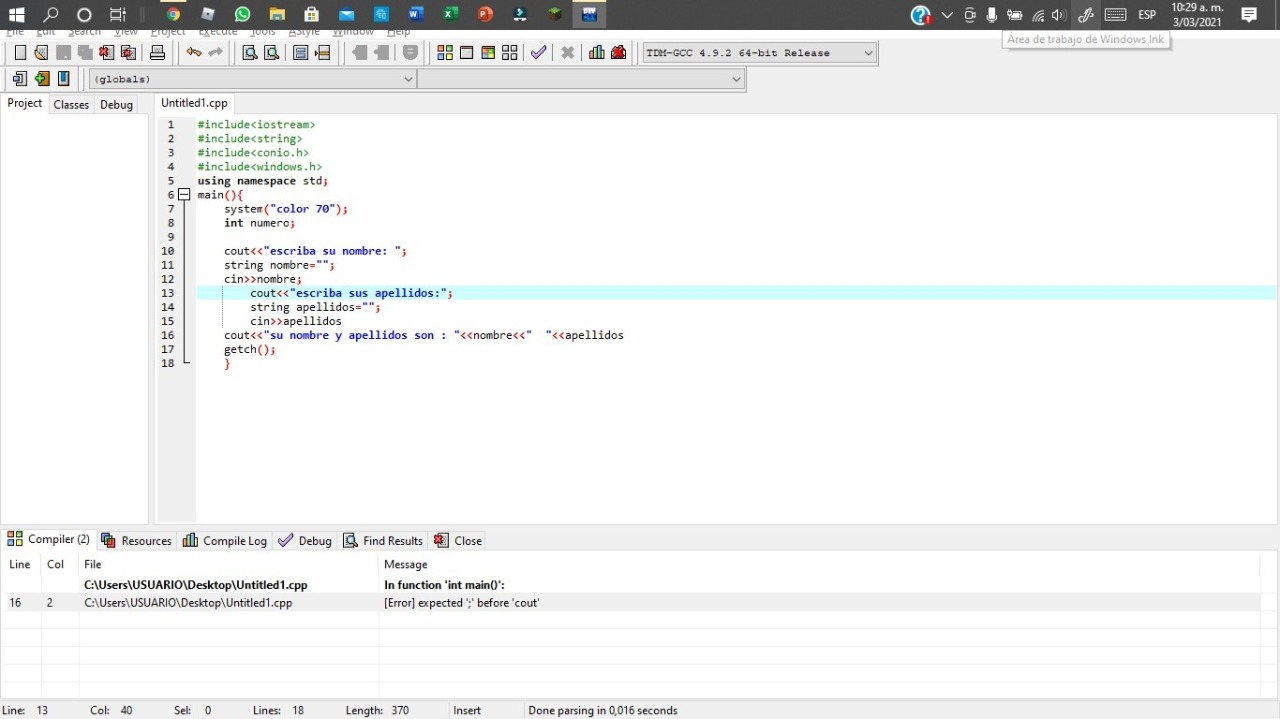 10:29 a. m.
ESP
3/03/2021
File Edit Search View Project Execute Tools AStyle Window Help
Área de trabajo de Windows Ink
TDM-GCC 4.9.2 64-bit Release
(globals)
Project Classes Debug
Untitled1.cpp
1 #include<iostream>
2 #include<string>
3 #include<conio.h>
4 #include<windows.h>
5 using namespace std;
6 main(){
7 system("color 70");
8 int numero;
9
10 cout<<"escriba su nombre: ";
11 string nombre="";
12 cin>>nombre;
13 cout<<"escriba sus apellidos:";
14 string apellidos="";
15 cin>>apellidos
16 cout<<"su nombre y apellidos son : "<<nombre<<"  "<<apellidos
17 getch();
18 }
Compiler (2) Resources Compile Log Debug Find Results Close
Line Col File Message
C:\Users\USUARIO\Desktop\Untitled1.cpp In function 'int main()':
16 2 C:\Users\USUARIO\Desktop\Untitled1.cpp [Error] expected ';' before 'cout'
Line: 13 Col: 40 Sel: 0 Lines: 18 Length: 370 Insert Done parsing in 0,016 seconds